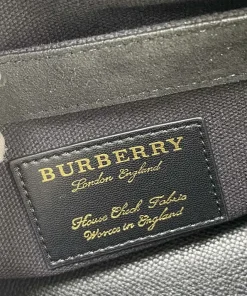 BURBERRY
London England
House Check Fabric
Woven in England